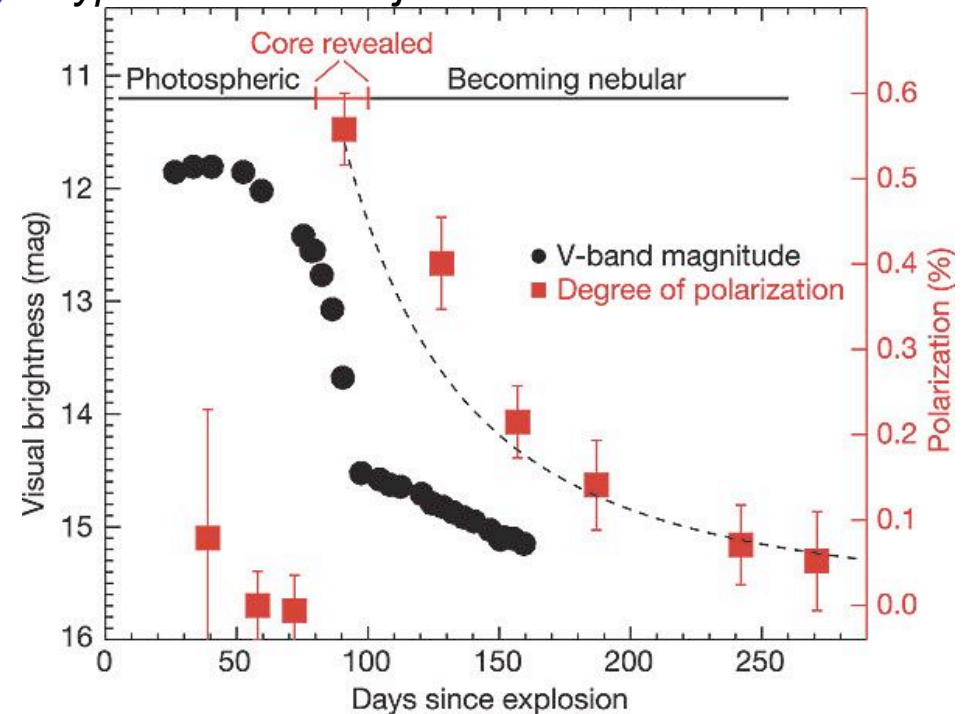 Core revealed
Photospheric
Becoming nebular
11
12
13
14
15
16
Visual brightness (mag)
V-band magnitude
Degree of polarization
0.6
0.5
0.4
0.3
0.2
0.1
0.0
Polarization (%)
0
50
100
150
200
250
Days since explosion